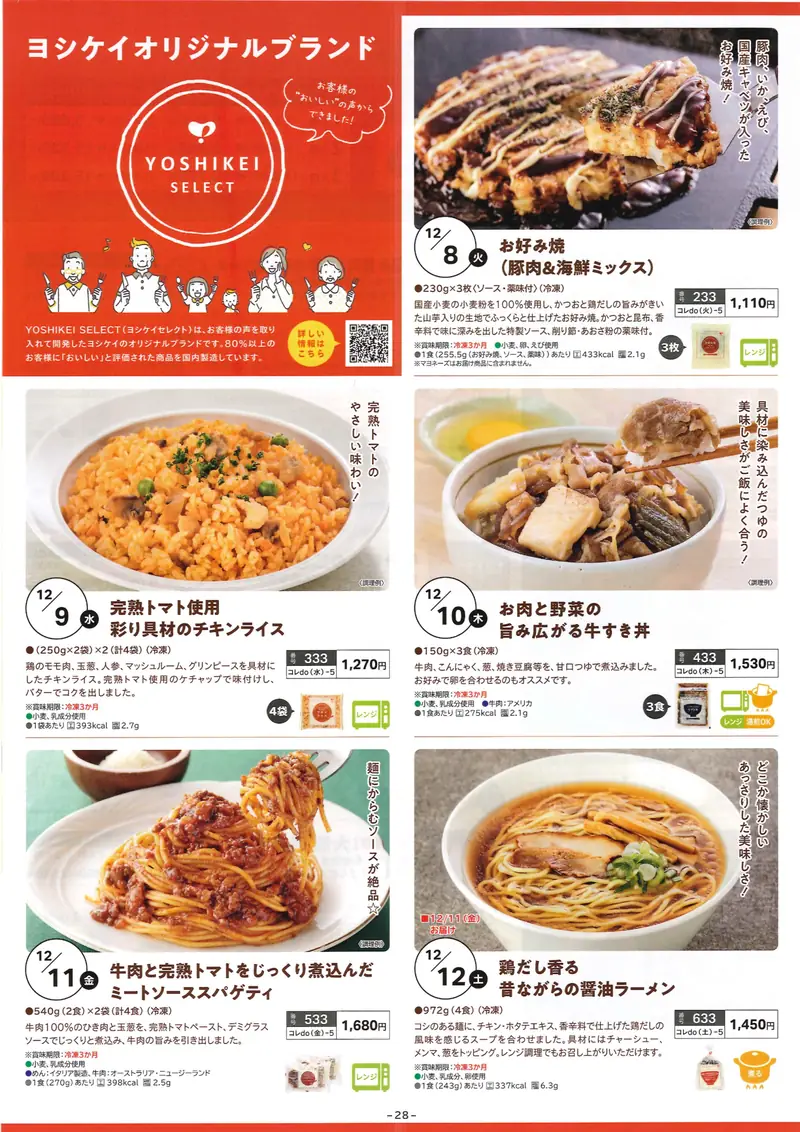 ヨシケイオリジナルブランド
お客様の
"おいしい"の声から
できました!
YOSHIKEI
SELECT
YOSHIKEI SELECT(ヨシケイセレクト)は、お客様の声を取り
入れて開発したヨシケイのオリジナルブランドです。80%以上の
お客様に「おいしい」と評価された商品を国内製造しています。
詳しい
情報は
こちら
豚肉、いか、えび、
国産キャベツが入った
お好み焼!
〈調理例〉
12/8 火
お好み焼
(豚肉&海鮮ミックス)
●230g×3枚(ソース・薬味付)(冷凍)
国産小麦の小麦粉を100%使用し、かつおと鶏だしの旨みがきい
た山芋入りの生地でふっくらと仕上げたお好み焼。かつお昆布、香
辛料で味に深みを出した特製ソース、削り節・あおさ粉の薬味付。
※賞味期限:冷凍3か月 ●小麦、卵、えび使用
●1食(255.5g(お好み焼、ソース、薬味))あたり 433kcal 2.1g
※マヨネーズはお届け商品に含まれません。
番号 233
コレdo(火)-5
1,110円
3枚
レンジ
完熟トマトの
やさしい味わい!
〈調理例〉
12/9 水
完熟トマト使用
彩り具材のチキンライス
●(250g×2袋)×2(計4袋)(冷凍)
鶏のモモ肉、玉葱、人参、マッシュルーム、グリンピースを具材に
したチキンライス。完熟トマト使用のケチャップで味付けし、
バターでコクを出しました。
※賞味期限:冷凍3か月
●小麦、乳成分使用
●1袋あたり 393kcal 2.7g
番号 333
コレdo(水)-5
1,270円
4袋
レンジ
具材に染み込んだつゆの
美味しさがご飯によく合う!
〈調理例〉
12/10 木
お肉と野菜の
旨み広がる牛すき丼
●150g×3食(冷凍)
牛肉、こんにゃく、葱、焼き豆腐等を、甘口つゆで煮込みました。
お好みで卵を合わせるのもオススメです。
※賞味期限:冷凍3か月
●小麦、乳成分使用 ●牛肉:アメリカ
●1食あたり 275kcal 2.1g
番号 433
コレdo(木)-5
1,530円
3食
レンジ 湯煎OK
麺にからむソースが絶品☆
〈調理例〉
12/11 金
牛肉と完熟トマトをじっくり煮込んだ
ミートソーススパゲティ
●540g(2食)×2袋(計4食)(冷凍)
牛肉100%のひき肉と玉葱を、完熟トマトペースト、デミグラス
ソースでじっくりと煮込み、牛肉の旨みを引き出しました。
※賞味期限:冷凍3か月
●小麦、乳成分使用
●めん:イタリア製造、牛肉:オーストラリア・ニュージーランド
●1食(270g)あたり 398kcal 2.5g
番号 533
コレdo(金)-5
1,680円
レンジ
どこか懐かしい
あっさりした美味しさ!
■12/11(金)
お届け
12/12 土
鶏だし香る
昔ながらの醤油ラーメン
●972g(4食)(冷凍)
コシのある麺に、チキン・ホタテエキス、香辛料で仕上げた鶏だしの
風味を感じるスープを合わせました。具材にはチャーシュー、
メンマ、葱をトッピング。レンジ調理でもお召し上がりいただけます。
※賞味期限:冷凍3か月
●小麦、乳成分、卵使用
●1食(243g)あたり 337kcal 6.3g
番号 633
コレdo(土)-5
1,450円
煮る
-28-